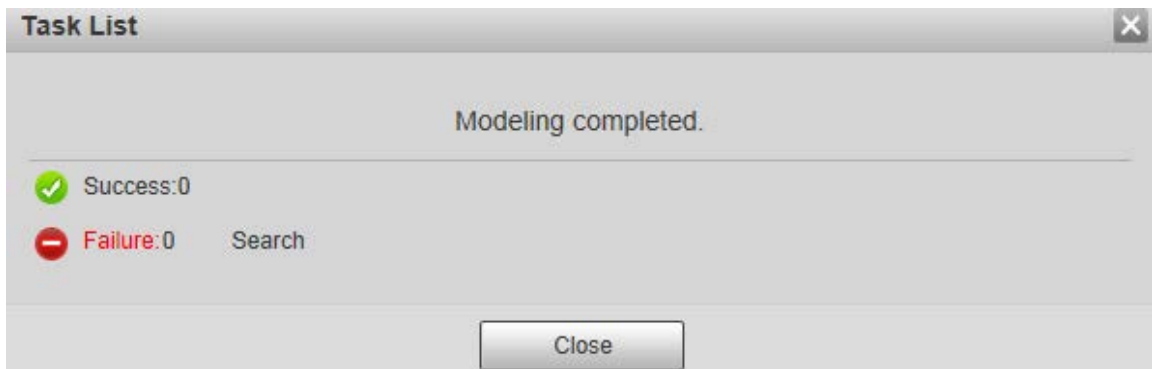 Task List
Modeling completed.
Success:0
Failure:0 Search
Close